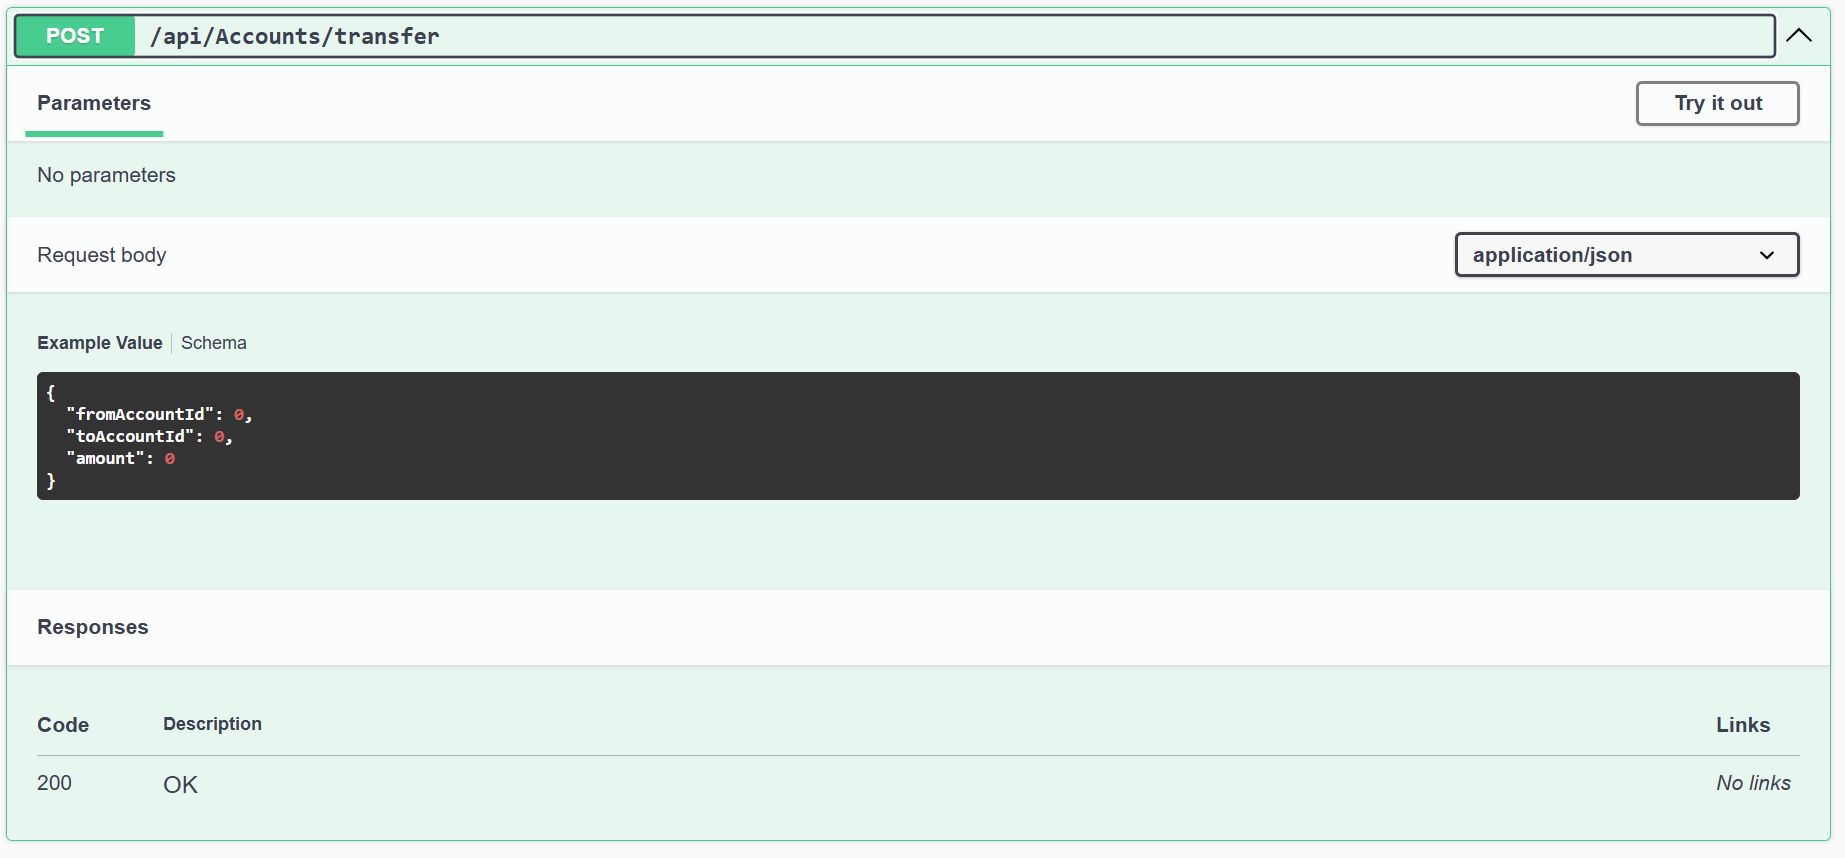 POST /api/Accounts/transfer
Parameters
Try it out
No parameters
Request body
application/json
Example Value Schema
{
  "fromAccountId": 0,
  "toAccountId": 0,
  "amount": 0
}
Responses
Code Description Links
200 OK No links